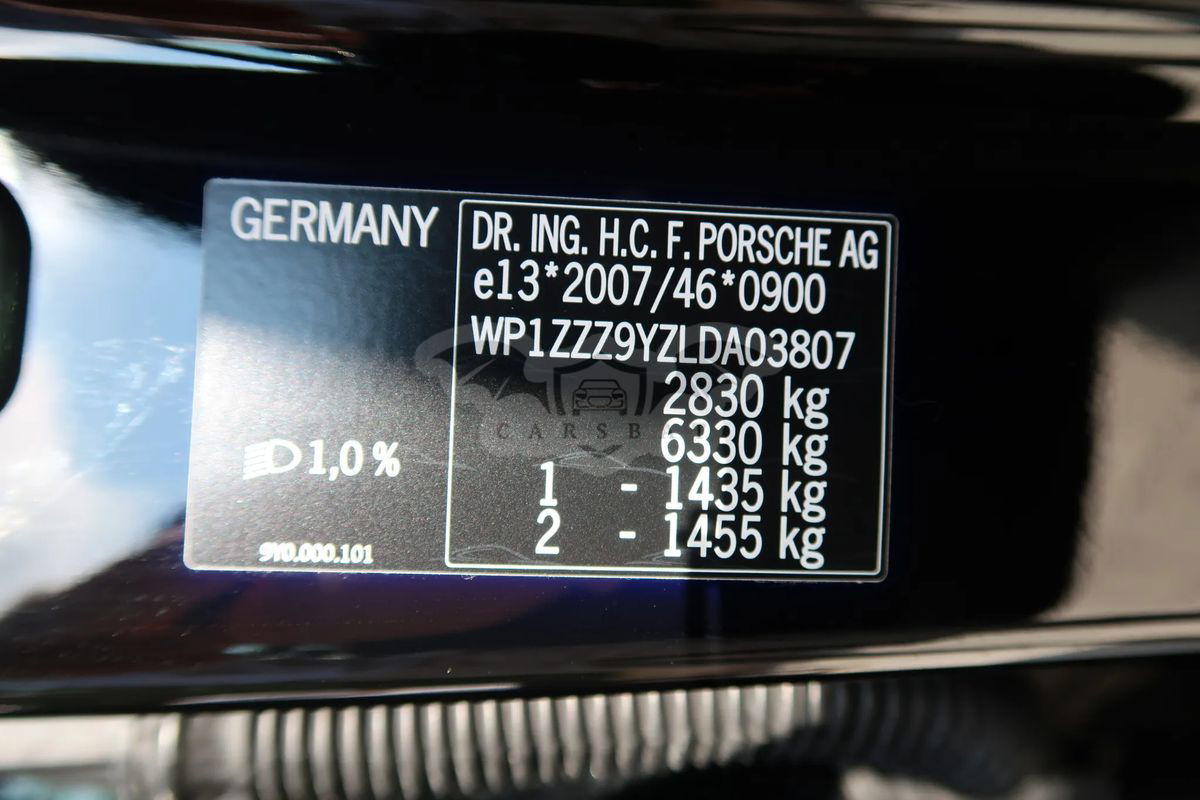 GERMANY
DR. ING. H.C. F. PORSCHE AG
e13*2007/46*0900
WP1ZZZ9YZLDA03807
2830 kg
6330 kg
1 - 1435 kg
2 - 1455 kg
1,0 %
9Y0.000.101